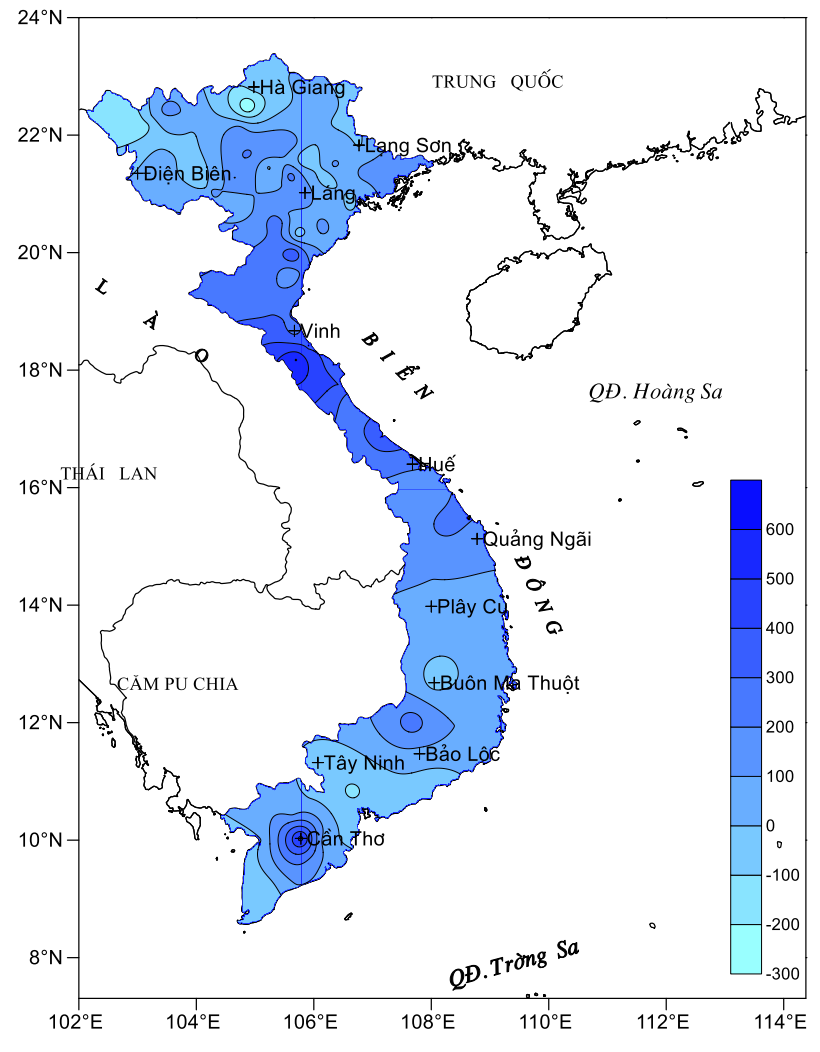 24°N
TRUNG QUỐC
Hà Giang
22°N
Lạng Sơn
Điện Biên
Láng
20°N
L À O
Vinh
BIỂN ĐÔNG
18°N
QĐ. Hoàng Sa
THÁI LAN
Huế
16°N
Quảng Ngãi
14°N
Plây Cu
CĂM PU CHIA
Buôn Ma Thuột
12°N
Bảo Lộc
Tây Ninh
10°N
Cần Thơ
8°N
QĐ. Trờng Sa
600
500
400
300
200
100
0
-100
-200
-300
102°E 104°E 106°E 108°E 110°E 112°E 114°E